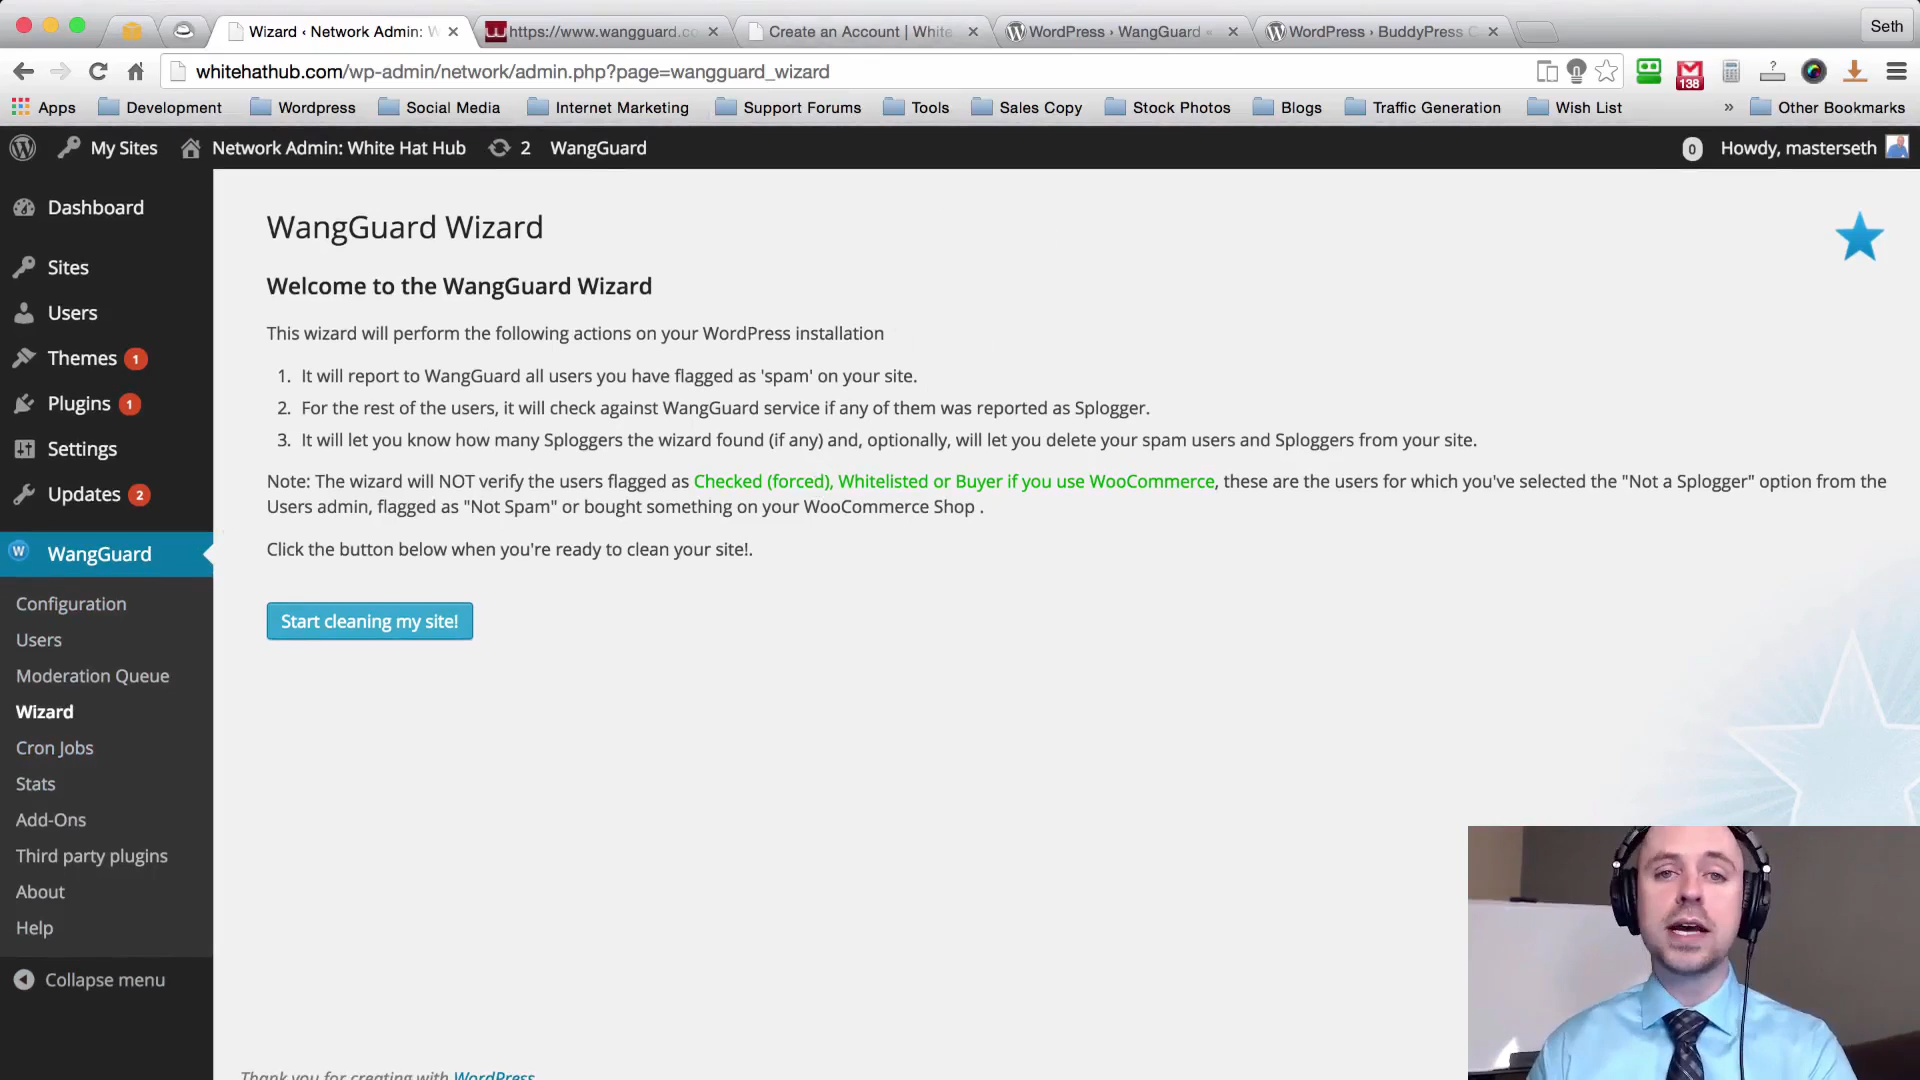 Wizard ‹ Network Admin: W
https://www.wangguard.co
Create an Account | White
WordPress › WangGuard «
WordPress › BuddyPress C
Seth
whitehathub.com/wp-admin/network/admin.php?page=wangguard_wizard
138
Apps
Development
Wordpress
Social Media
Internet Marketing
Support Forums
Tools
Sales Copy
Stock Photos
Blogs
Traffic Generation
Wish List
»
Other Bookmarks
My Sites
Network Admin: White Hat Hub
2
WangGuard
0
Howdy, masterseth
Dashboard
Sites
Users
Themes 1
Plugins 1
Settings
Updates 2
WangGuard
Configuration
Users
Moderation Queue
Wizard
Cron Jobs
Stats
Add-Ons
Third party plugins
About
Help
Collapse menu
WangGuard Wizard
Welcome to the WangGuard Wizard
This wizard will perform the following actions on your WordPress installation
1. It will report to WangGuard all users you have flagged as 'spam' on your site.
2. For the rest of the users, it will check against WangGuard service if any of them was reported as Splogger.
3. It will let you know how many Sploggers the wizard found (if any) and, optionally, will let you delete your spam users and Sploggers from your site.
Note: The wizard will NOT verify the users flagged as Checked (forced), Whitelisted or Buyer if you use WooCommerce, these are the users for which you've selected the "Not a Splogger" option from the
Users admin, flagged as "Not Spam" or bought something on your WooCommerce Shop .
Click the button below when you're ready to clean your site!.
Start cleaning my site!
Thank you for creating with WordPress